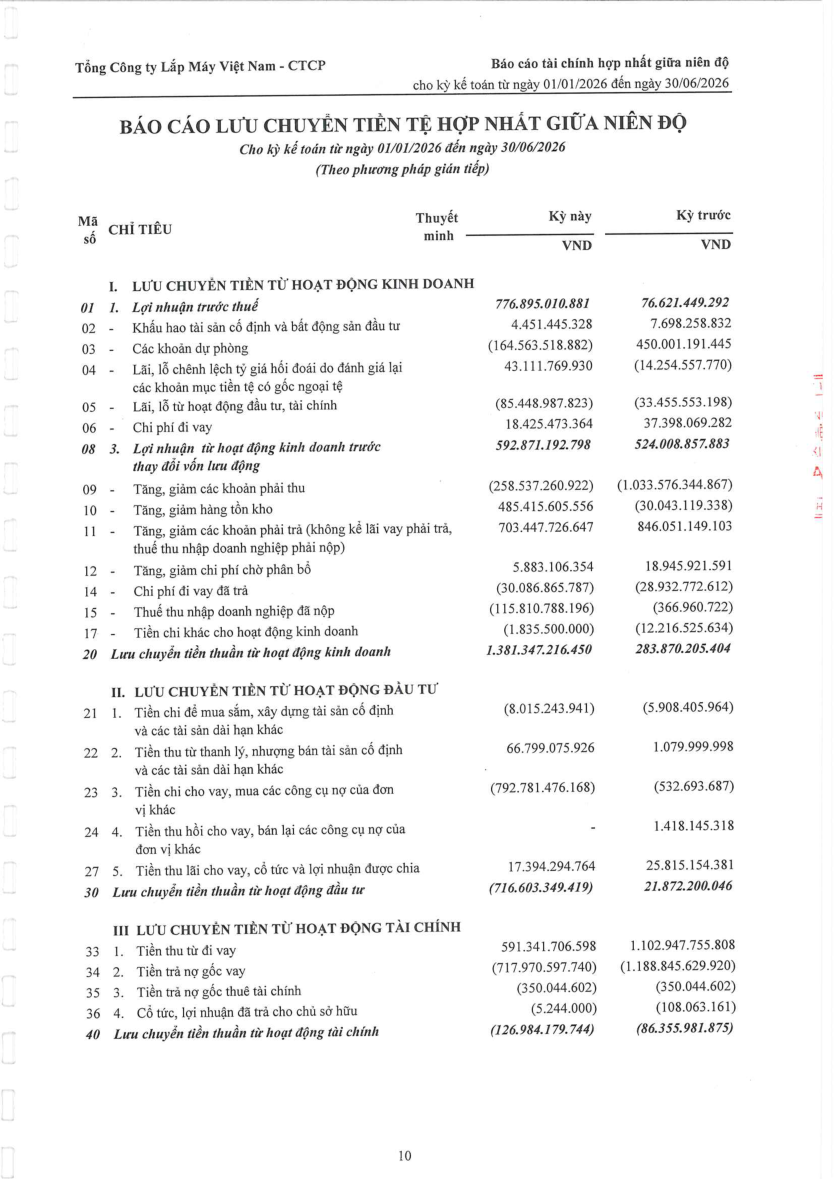 Tổng Công ty Lắp Máy Việt Nam - CTCP
Báo cáo tài chính hợp nhất giữa niên độ
cho kỳ kế toán từ ngày 01/01/2026 đến ngày 30/06/2026
BÁO CÁO LƯU CHUYỂN TIỀN TỆ HỢP NHẤT GIỮA NIÊN ĐỘ
Cho kỳ kế toán từ ngày 01/01/2026 đến ngày 30/06/2026
(Theo phương pháp gián tiếp)
Mã số CHỈ TIÊU Thuyết minh Kỳ này Kỳ trước
VND VND
I. LƯU CHUYỂN TIỀN TỪ HOẠT ĐỘNG KINH DOANH
01 1. Lợi nhuận trước thuế 776.895.010.881 76.621.449.292
02 - Khấu hao tài sản cố định và bất động sản đầu tư 4.451.445.328 7.698.258.832
03 - Các khoản dự phòng (164.563.518.882) 450.001.191.445
04 - Lãi, lỗ chênh lệch tỷ giá hối đoái do đánh giá lại 43.111.769.930 (14.254.557.770)
các khoản mục tiền tệ có gốc ngoại tệ
05 - Lãi, lỗ từ hoạt động đầu tư, tài chính (85.448.987.823) (33.455.553.198)
06 - Chi phí đi vay 18.425.473.364 37.398.069.282
08 3. Lợi nhuận từ hoạt động kinh doanh trước 592.871.192.798 524.008.857.883
thay đổi vốn lưu động
09 - Tăng, giảm các khoản phải thu (258.537.260.922) (1.033.576.344.867)
10 - Tăng, giảm hàng tồn kho 485.415.605.556 (30.043.119.338)
11 - Tăng, giảm các khoản phải trả (không kể lãi vay phải trả, 703.447.726.647 846.051.149.103
thuế thu nhập doanh nghiệp phải nộp)
12 - Tăng, giảm chi phí chờ phân bổ 5.883.106.354 18.945.921.591
14 - Chi phí đi vay đã trả (30.086.865.787) (28.932.772.612)
15 - Thuế thu nhập doanh nghiệp đã nộp (115.810.788.196) (366.960.722)
17 - Tiền chi khác cho hoạt động kinh doanh (1.835.500.000) (12.216.525.634)
20 Lưu chuyển tiền thuần từ hoạt động kinh doanh 1.381.347.216.450 283.870.205.404
II. LƯU CHUYỂN TIỀN TỪ HOẠT ĐỘNG ĐẦU TƯ
21 1. Tiền chi để mua sắm, xây dựng tài sản cố định (8.015.243.941) (5.908.405.964)
và các tài sản dài hạn khác
22 2. Tiền thu từ thanh lý, nhượng bán tài sản cố định 66.799.075.926 1.079.999.998
và các tài sản dài hạn khác
23 3. Tiền chi cho vay, mua các công cụ nợ của đơn (792.781.476.168) (532.693.687)
vị khác
24 4. Tiền thu hồi cho vay, bán lại các công cụ nợ của - 1.418.145.318
đơn vị khác
27 5. Tiền thu lãi cho vay, cổ tức và lợi nhuận được chia 17.394.294.764 25.815.154.381
30 Lưu chuyển tiền thuần từ hoạt động đầu tư (716.603.349.419) 21.872.200.046
III LƯU CHUYỂN TIỀN TỪ HOẠT ĐỘNG TÀI CHÍNH
33 1. Tiền thu từ đi vay 591.341.706.598 1.102.947.755.808
34 2. Tiền trả nợ gốc vay (717.970.597.740) (1.188.845.629.920)
35 3. Tiền trả nợ gốc thuê tài chính (350.044.602) (350.044.602)
36 4. Cổ tức, lợi nhuận đã trả cho chủ sở hữu (5.244.000) (108.063.161)
40 Lưu chuyển tiền thuần từ hoạt động tài chính (126.984.179.744) (86.355.981.875)
10